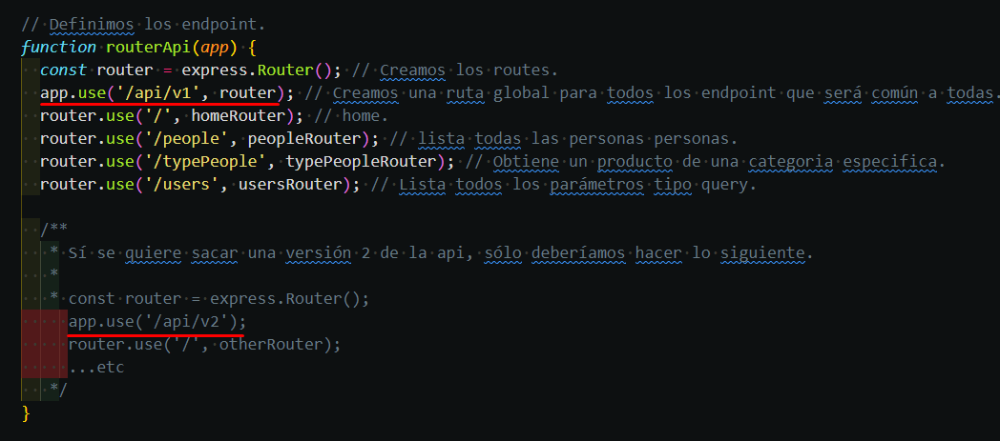 // Definimos los endpoint.
function routerApi(app) {
const router = express.Router(); // Creamos los routes.
app.use('/api/v1', router); // Creamos una ruta global para todos los endpoint que será común a todas.
router.use('/', homeRouter); // home.
router.use('/people', peopleRouter); // lista todas las personas personas.
router.use('/typePeople', typePeopleRouter); // Obtiene un producto de una categoria especifica.
router.use('/users', usersRouter); // Lista todos los parámetros tipo query.
/**
* Sí se quiere sacar una versión 2 de la api, sólo deberíamos hacer lo siguiente.
*
* const router = express.Router();
app.use('/api/v2');
router.use('/', otherRouter);
...etc
*/
}